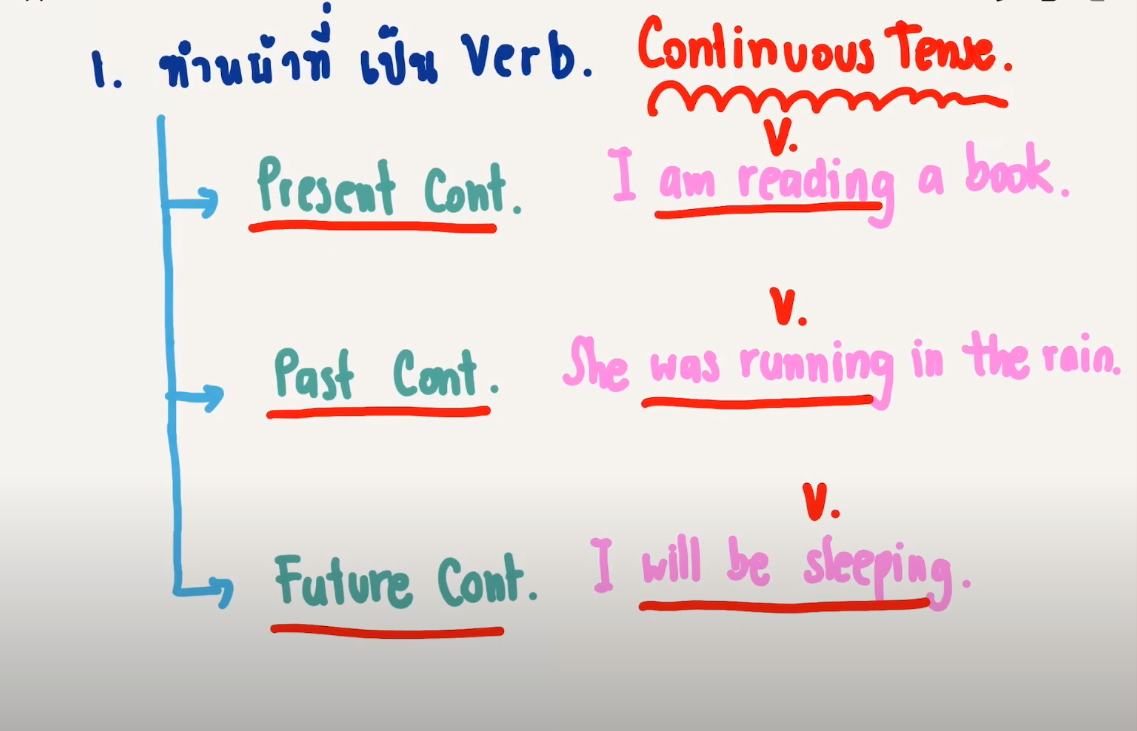 1. ทำหน้าที่ เป็น Verb. Continuous Tense.
V.
Present Cont. I am reading a book.
V.
Past Cont. She was running in the rain.
V.
Future Cont. I will be sleeping.